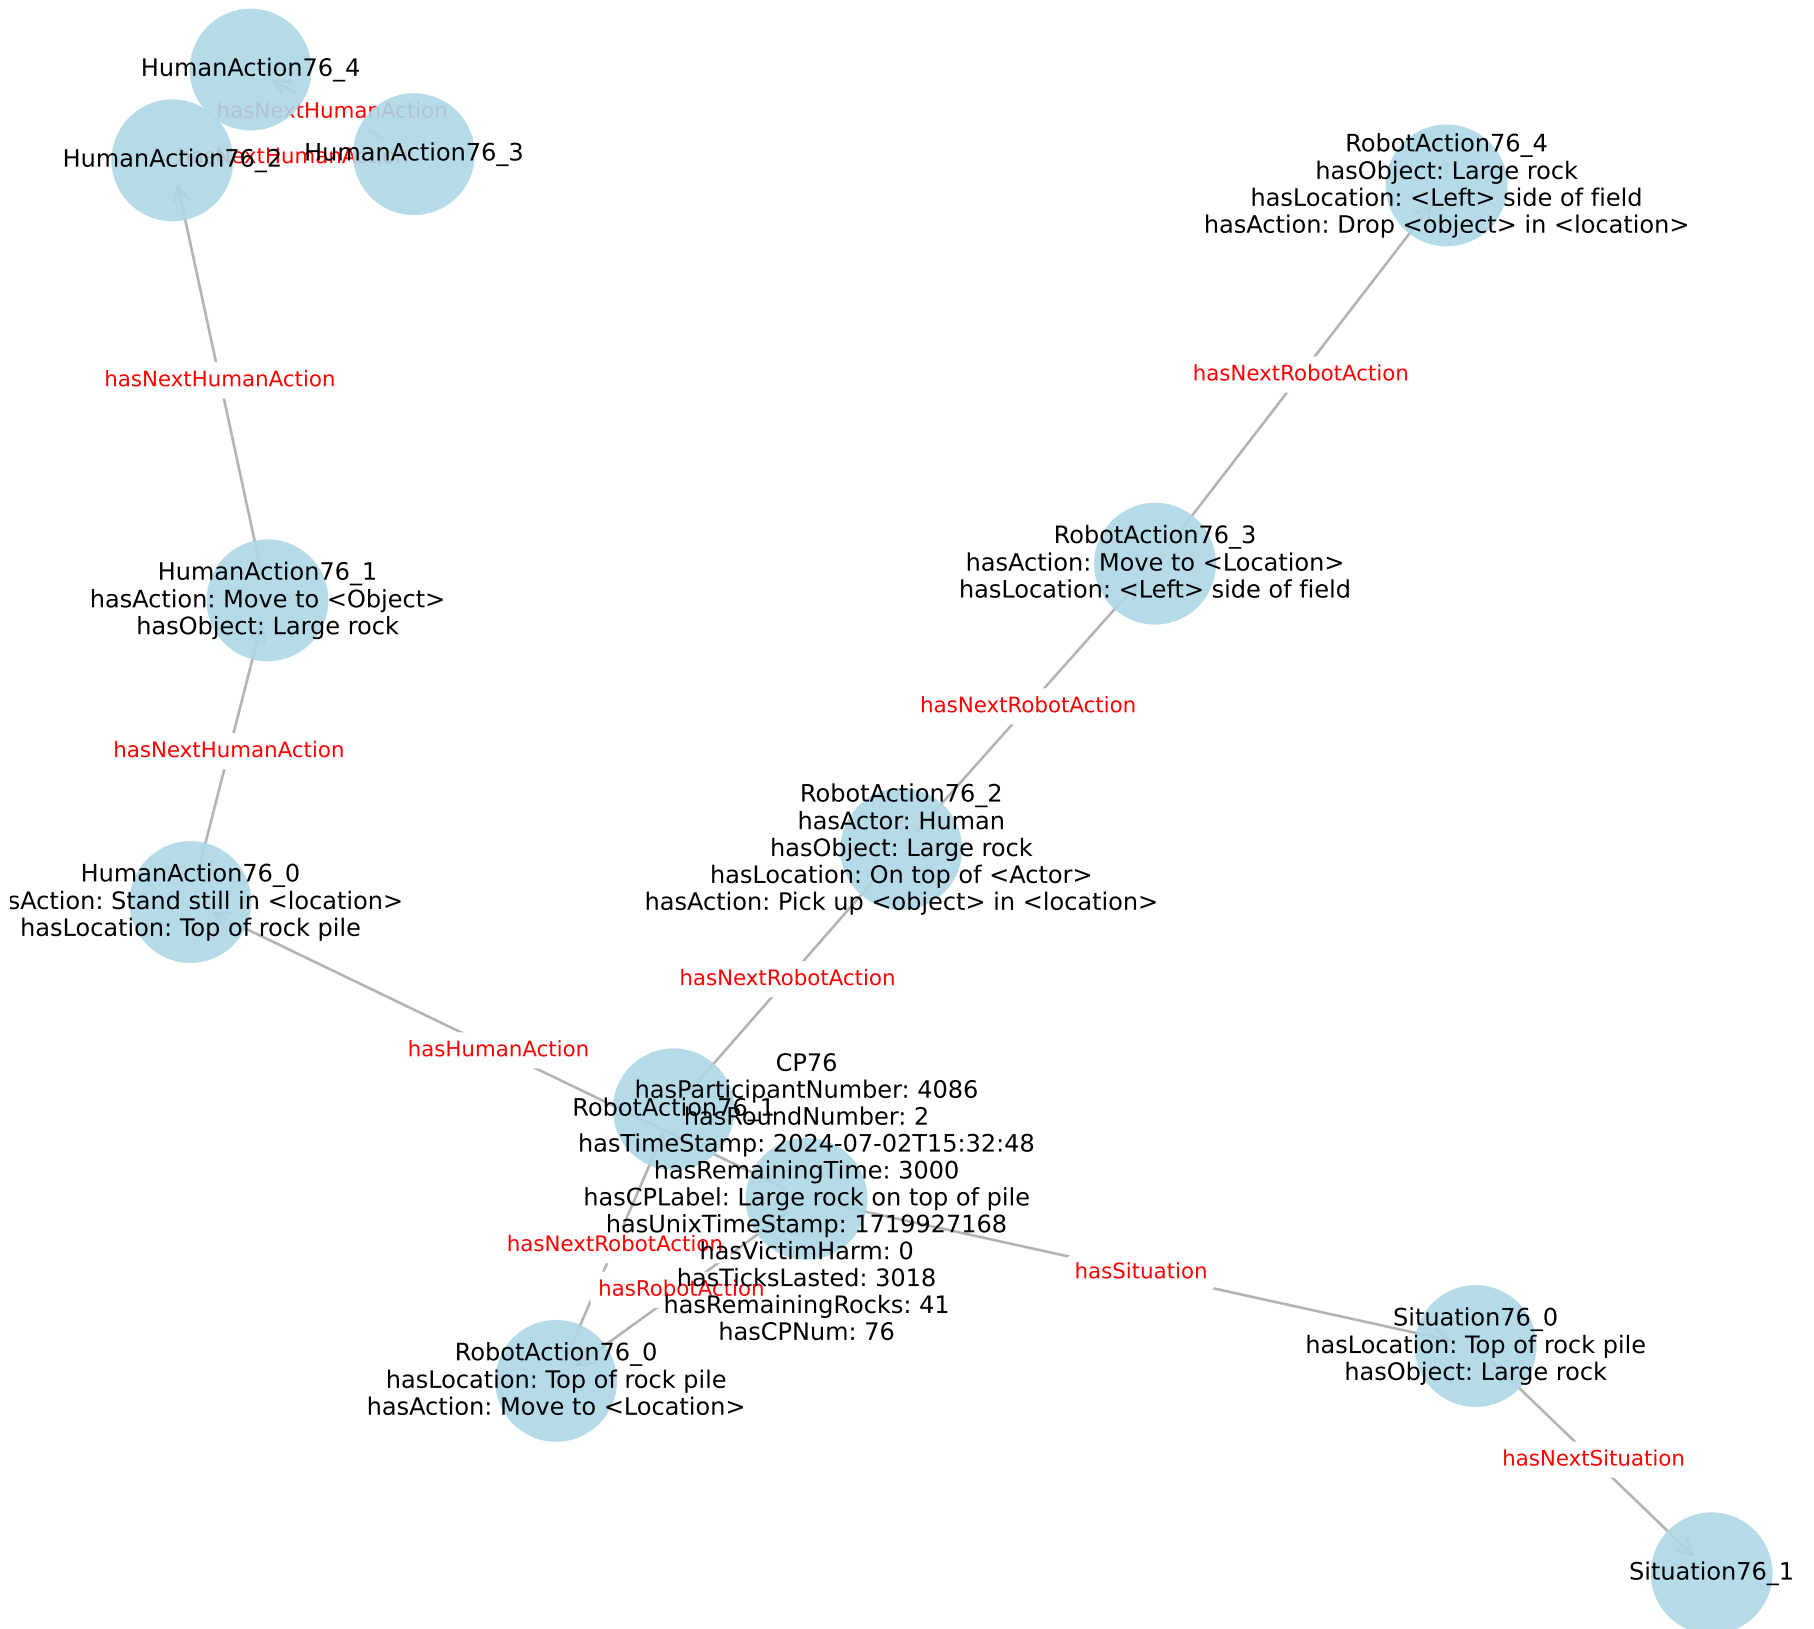 HumanAction76_4
hasNextHumanAction
HumanAction76_2
hasNextHumanAction
HumanAction76_3
RobotAction76_4
hasObject: Large rock
hasLocation: <Left> side of field
hasAction: Drop <object> in <location>
hasNextHumanAction
hasNextRobotAction
RobotAction76_3
hasAction: Move to <Location>
hasLocation: <Left> side of field
HumanAction76_1
hasAction: Move to <Object>
hasObject: Large rock
hasNextRobotAction
hasNextHumanAction
RobotAction76_2
hasActor: Human
hasObject: Large rock
hasLocation: On top of <Actor>
hasAction: Pick up <object> in <location>
HumanAction76_0
sAction: Stand still in <location>
hasLocation: Top of rock pile
hasNextRobotAction
hasHumanAction
RobotAction76_1
CP76
hasParticipantNumber: 4086
hasRoundNumber: 2
hasTimeStamp: 2024-07-02T15:32:48
hasRemainingTime: 3000
hasCPLabel: Large rock on top of pile
hasUnixTimeStamp: 1719927168
hasVictimHarm: 0
hasTicksLasted: 3018
hasRemainingRocks: 41
hasCPNum: 76
hasNextRobotAction
hasRobotAction
hasSituation
RobotAction76_0
hasLocation: Top of rock pile
hasAction: Move to <Location>
Situation76_0
hasLocation: Top of rock pile
hasObject: Large rock
hasNextSituation
Situation76_1